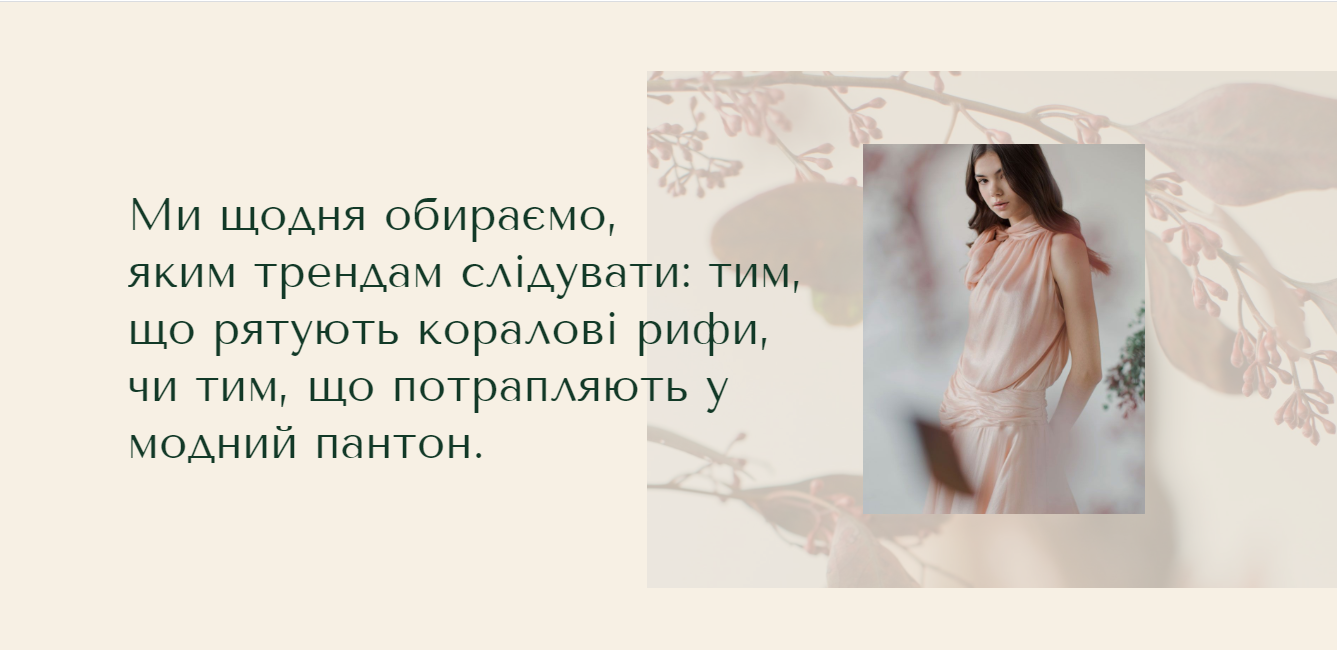 Ми щодня обираємо,
яким трендам слідувати: тим,
що рятують коралові рифи,
чи тим, що потрапляють у
модний пантон.